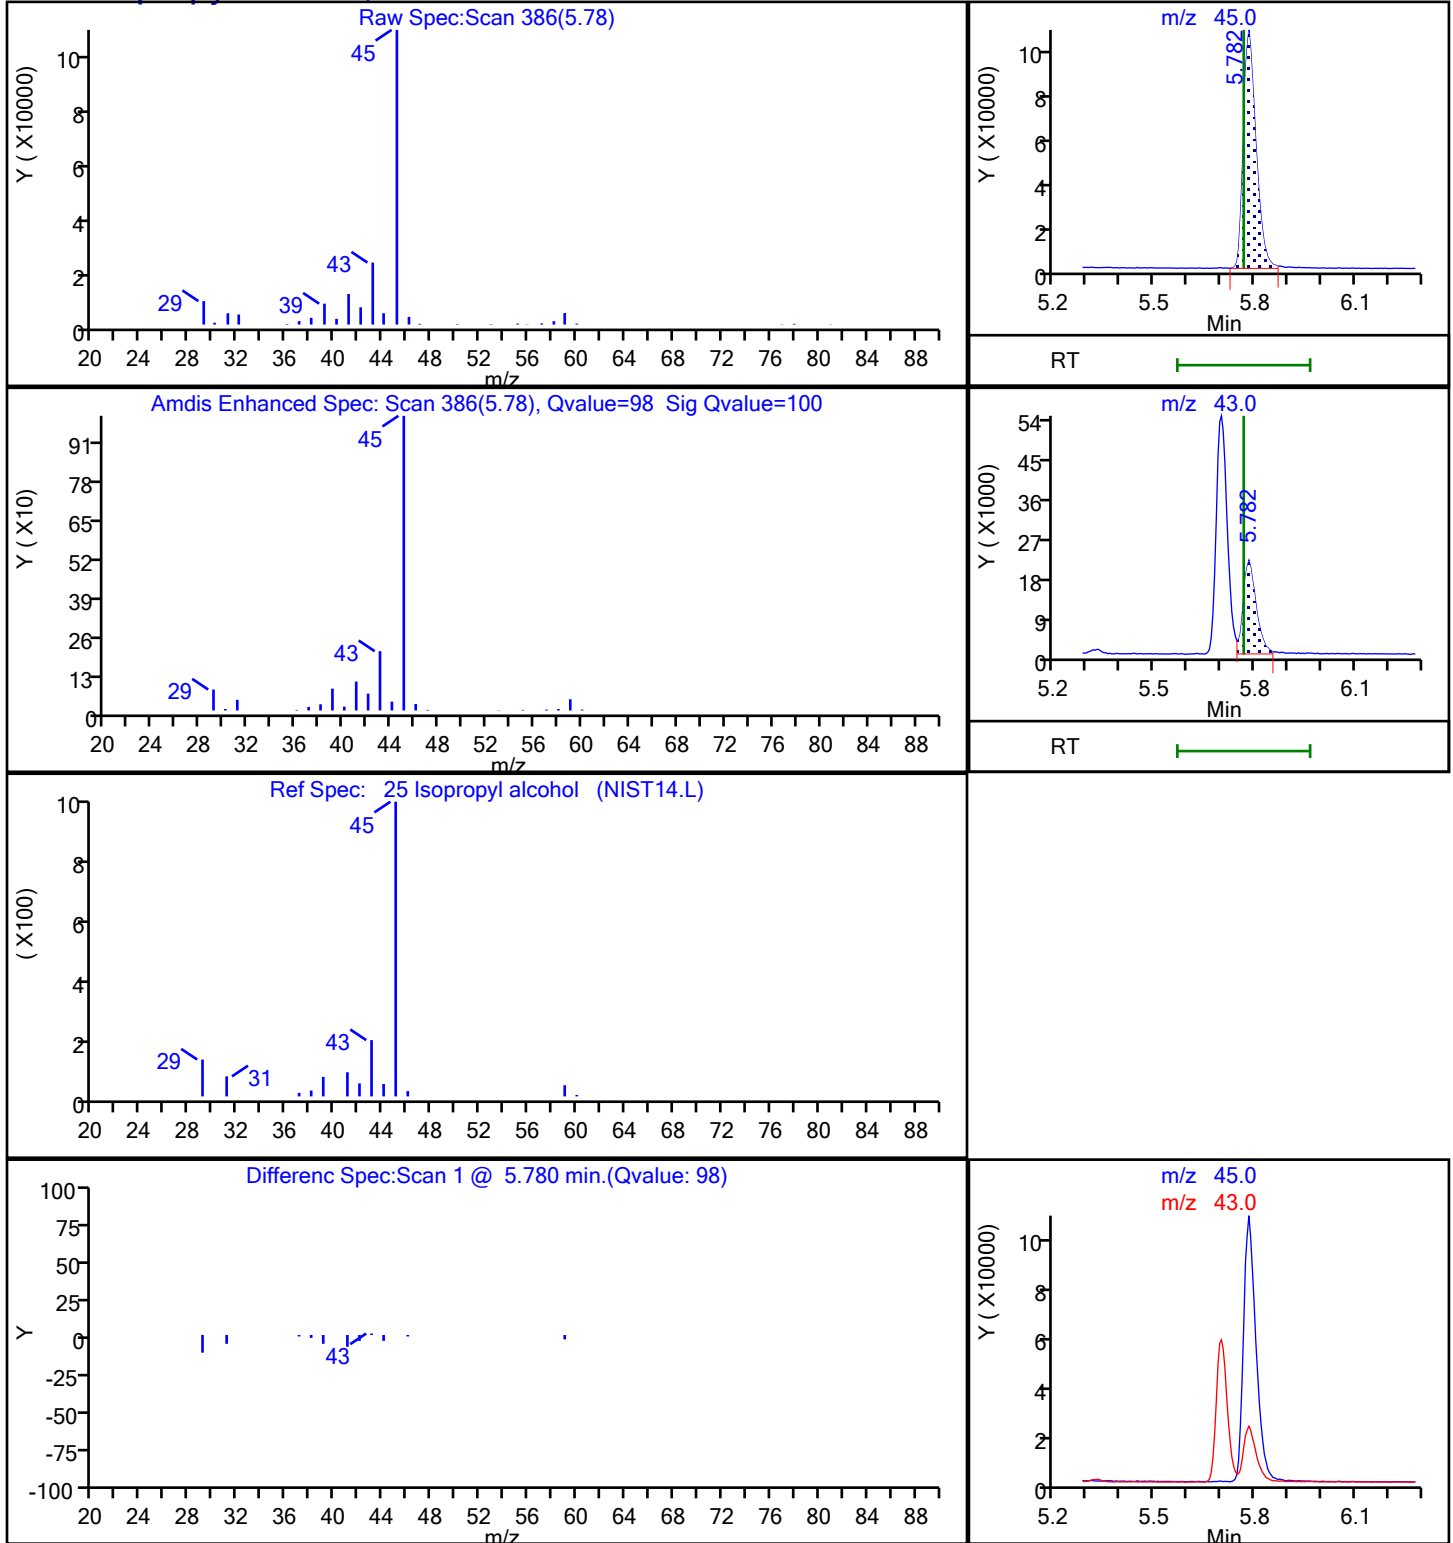 Raw Spec:Scan 386(5.78)
Y ( X10000)
10
8
6
4
2
0
45
43
39
29
20 24 28 32 36 40 44 48 52 56 60 64 68 72 76 80 84 88
m/z
m/z 45.0
Y ( X10000)
10
8
6
4
2
0
5.782
5.2 5.5 5.8 6.1
Min
RT
Amdis Enhanced Spec: Scan 386(5.78), Qvalue=98 Sig Qvalue=100
Y ( X10)
91
78
65
52
39
26
13
0
45
43
29
20 24 28 32 36 40 44 48 52 56 60 64 68 72 76 80 84 88
m/z
m/z 43.0
Y ( X1000)
54
45
36
27
18
9
0
5.782
5.2 5.5 5.8 6.1
Min
RT
Ref Spec: 25 Isopropyl alcohol (NIST14.L)
( X100)
10
8
6
4
2
0
45
43
29
31
20 24 28 32 36 40 44 48 52 56 60 64 68 72 76 80 84 88
Differenc Spec:Scan 1 @ 5.780 min.(Qvalue: 98)
Y
100
75
50
25
0
-25
-50
-75
-100
43
20 24 28 32 36 40 44 48 52 56 60 64 68 72 76 80 84 88
m/z
m/z 45.0
m/z 43.0
Y ( X10000)
10
8
6
4
2
0
5.2 5.5 5.8 6.1
Min